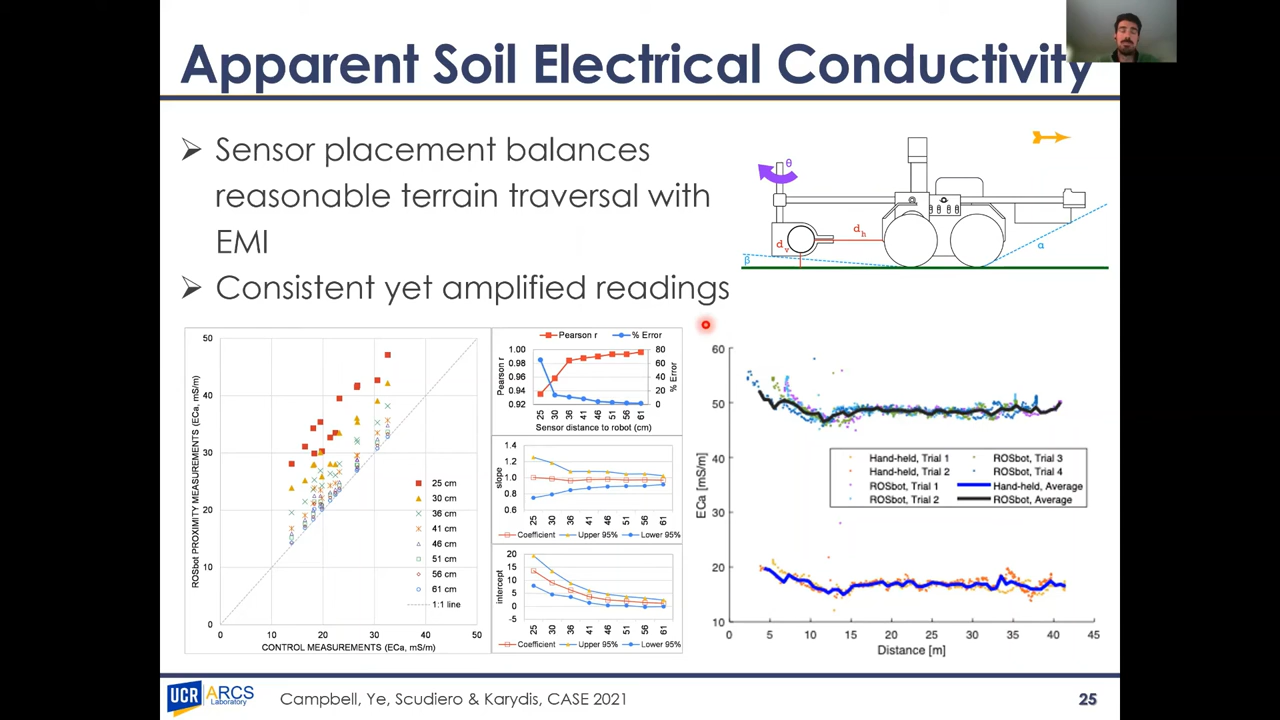 Apparent Soil Electrical Conductivity
Sensor placement balances
reasonable terrain traversal with
EMI
Consistent yet amplified readings
θ
d_h
d_v
β
α
50
40
30
20
10
0
0 10 20 30 40 50
ROSbot PROXIMITY MEASUREMENTS (ECa, mS/m)
CONTROL MEASUREMENTS (ECa, mS/m)
25 cm
30 cm
36 cm
41 cm
46 cm
51 cm
56 cm
61 cm
1:1 line
Pearson r % Error
1.00 80
0.98 60
0.96 40
0.94 20
0.92 0
Pearson r
% Error
25 30 36 41 46 51 56 61
Sensor distance to robot (cm)
1.4
1.2
1.0
0.8
0.6
slope
25 30 36 41 46 51 56 61
Coefficient Upper 95% Lower 95%
20
15
10
5
0
-5
intercept
25 30 36 41 46 51 56 61
Coefficient Upper 95% Lower 95%
60
50
40
30
20
10
ECa [mS/m]
Hand-held, Trial 1 ROSbot, Trial 3
Hand-held, Trial 2 ROSbot, Trial 4
ROSbot, Trial 1 Hand-held, Average
ROSbot, Trial 2 ROSbot, Average
0 5 10 15 20 25 30 35 40 45
Distance [m]
UCR ARCS
Laboratory
Campbell, Ye, Scudiero & Karydis, CASE 2021
25